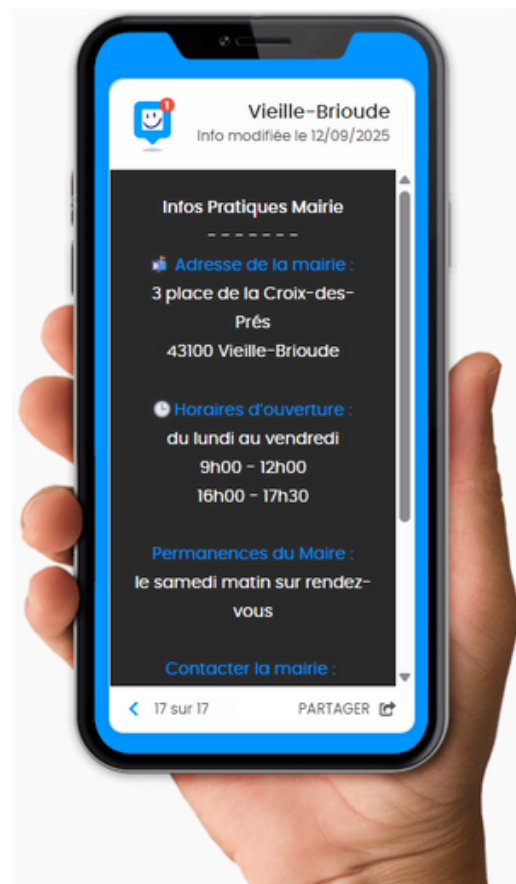 1
Vieille-Brioude
Info modifiée le 12/09/2025
Infos Pratiques Mairie
- - - - - - -
Adresse de la mairie :
3 place de la Croix-des-
Prés
43100 Vieille-Brioude
Horaires d'ouverture :
du lundi au vendredi
9h00 - 12h00
16h00 - 17h30
Permanences du Maire :
le samedi matin sur rendez-
vous
Contacter la mairie :
17 sur 17
PARTAGER